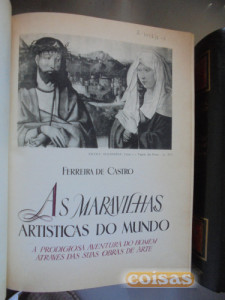 FERREIRA DE CASTRO
AS MARAVILHAS
ARTISTICAS DO MUNDO
A PRODIGIOSA AVENTURA DO HOMEM
ATRAVÉS DAS SUAS OBRAS DE ARTE
coisas